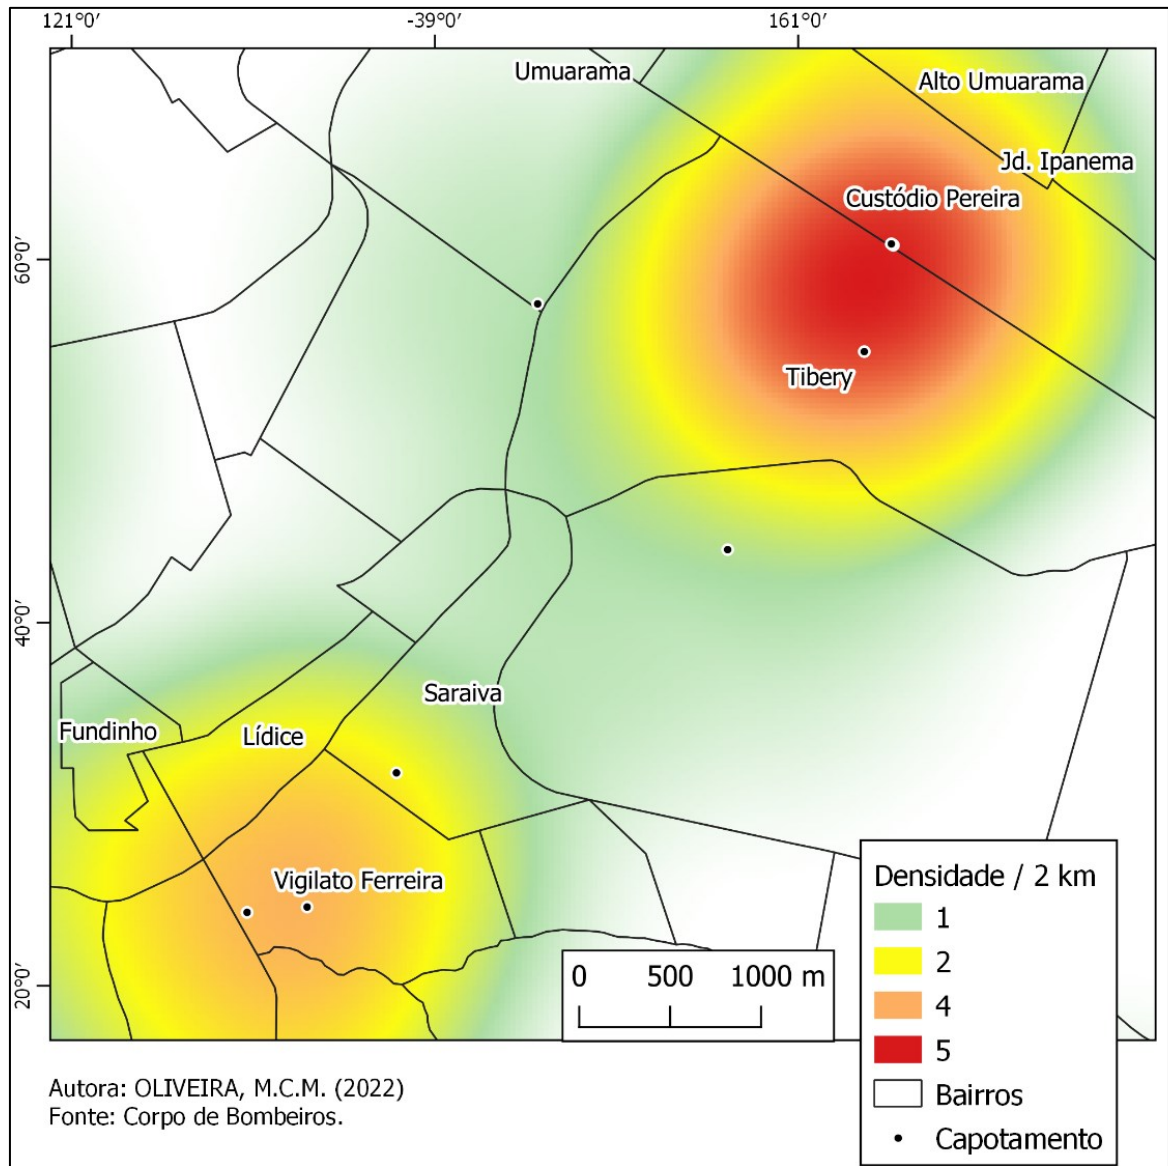 121°0′ -39°0′ 161°0′
Umuarama
Alto Umuarama
Jd. Ipanema
Custódio Pereira
60°0′
Tibery
40°0′
Saraiva
Fundinho
Lídice
Vigilato Ferreira
20°0′
0 500 1000 m
Densidade / 2 km
1
2
4
5
Bairros
Capotamento
Autora: OLIVEIRA, M.C.M. (2022)
Fonte: Corpo de Bombeiros.